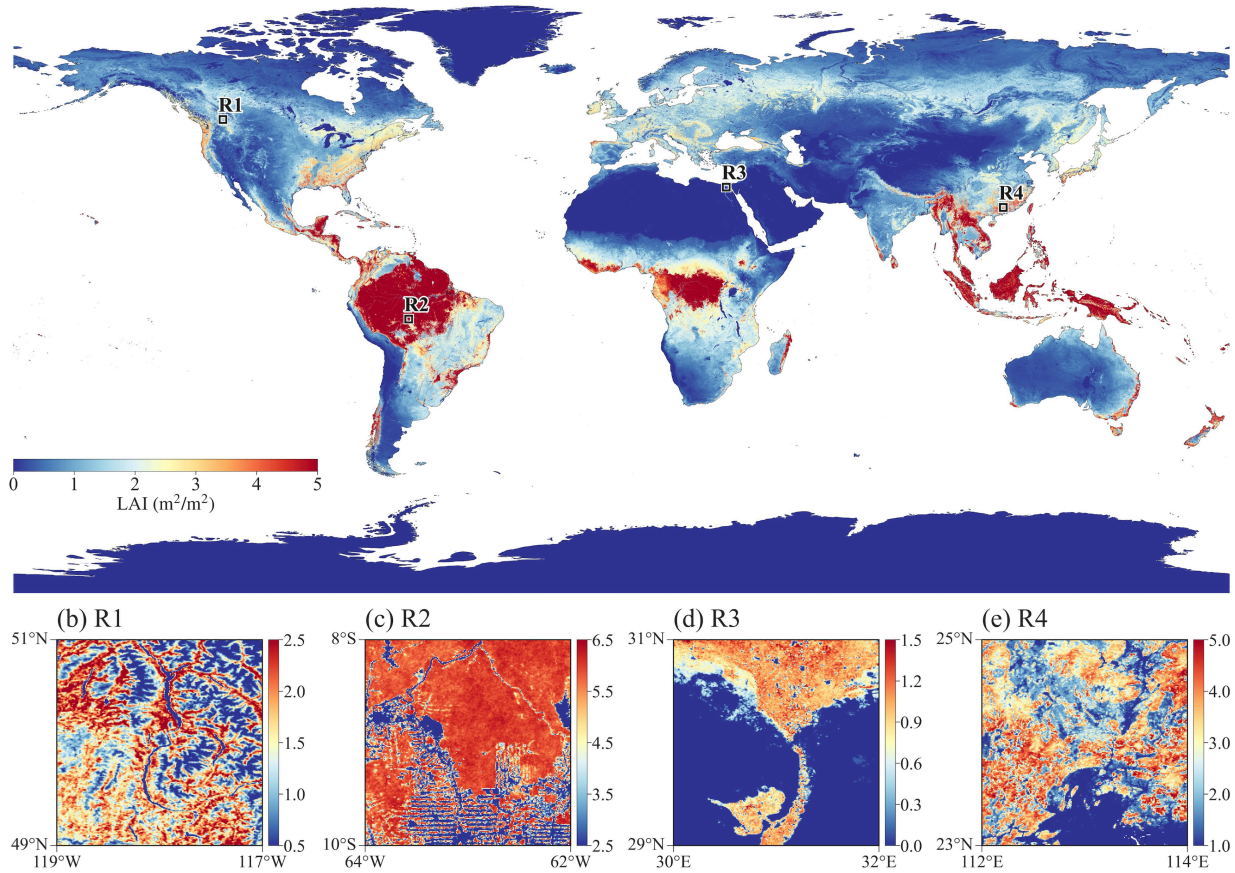 R1
R3
R4
R2
0 1 2 3 4 5
LAI (m²/m²)
(b) R1
(c) R2
(d) R3
(e) R4
51°N
49°N
119°W
117°W
2.5
2.0
1.5
1.0
0.5
8°S
10°S
64°W
62°W
6.5
5.5
4.5
3.5
2.5
31°N
29°N
30°E
32°E
1.5
1.2
0.9
0.6
0.3
0.0
25°N
23°N
112°E
114°E
5.0
4.0
3.0
2.0
1.0